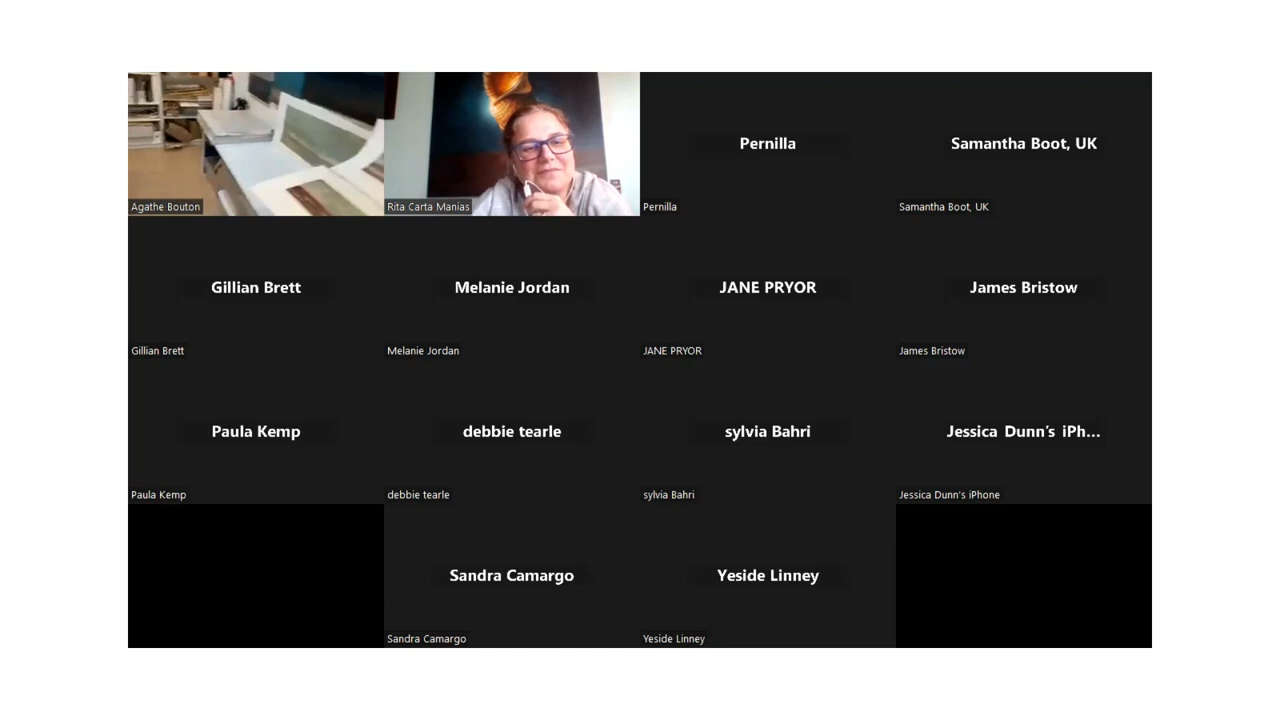 Agathe Bouton
Rita Carta Manias
Pernilla
Pernilla
Samantha Boot, UK
Samantha Boot, UK
Gillian Brett
Gillian Brett
Melanie Jordan
Melanie Jordan
JANE PRYOR
JANE PRYOR
James Bristow
James Bristow
Paula Kemp
Paula Kemp
debbie tearle
debbie tearle
sylvia Bahri
sylvia Bahri
Jessica Dunn's iPh...
Jessica Dunn's iPhone
Sandra Camargo
Sandra Camargo
Yeside Linney
Yeside Linney